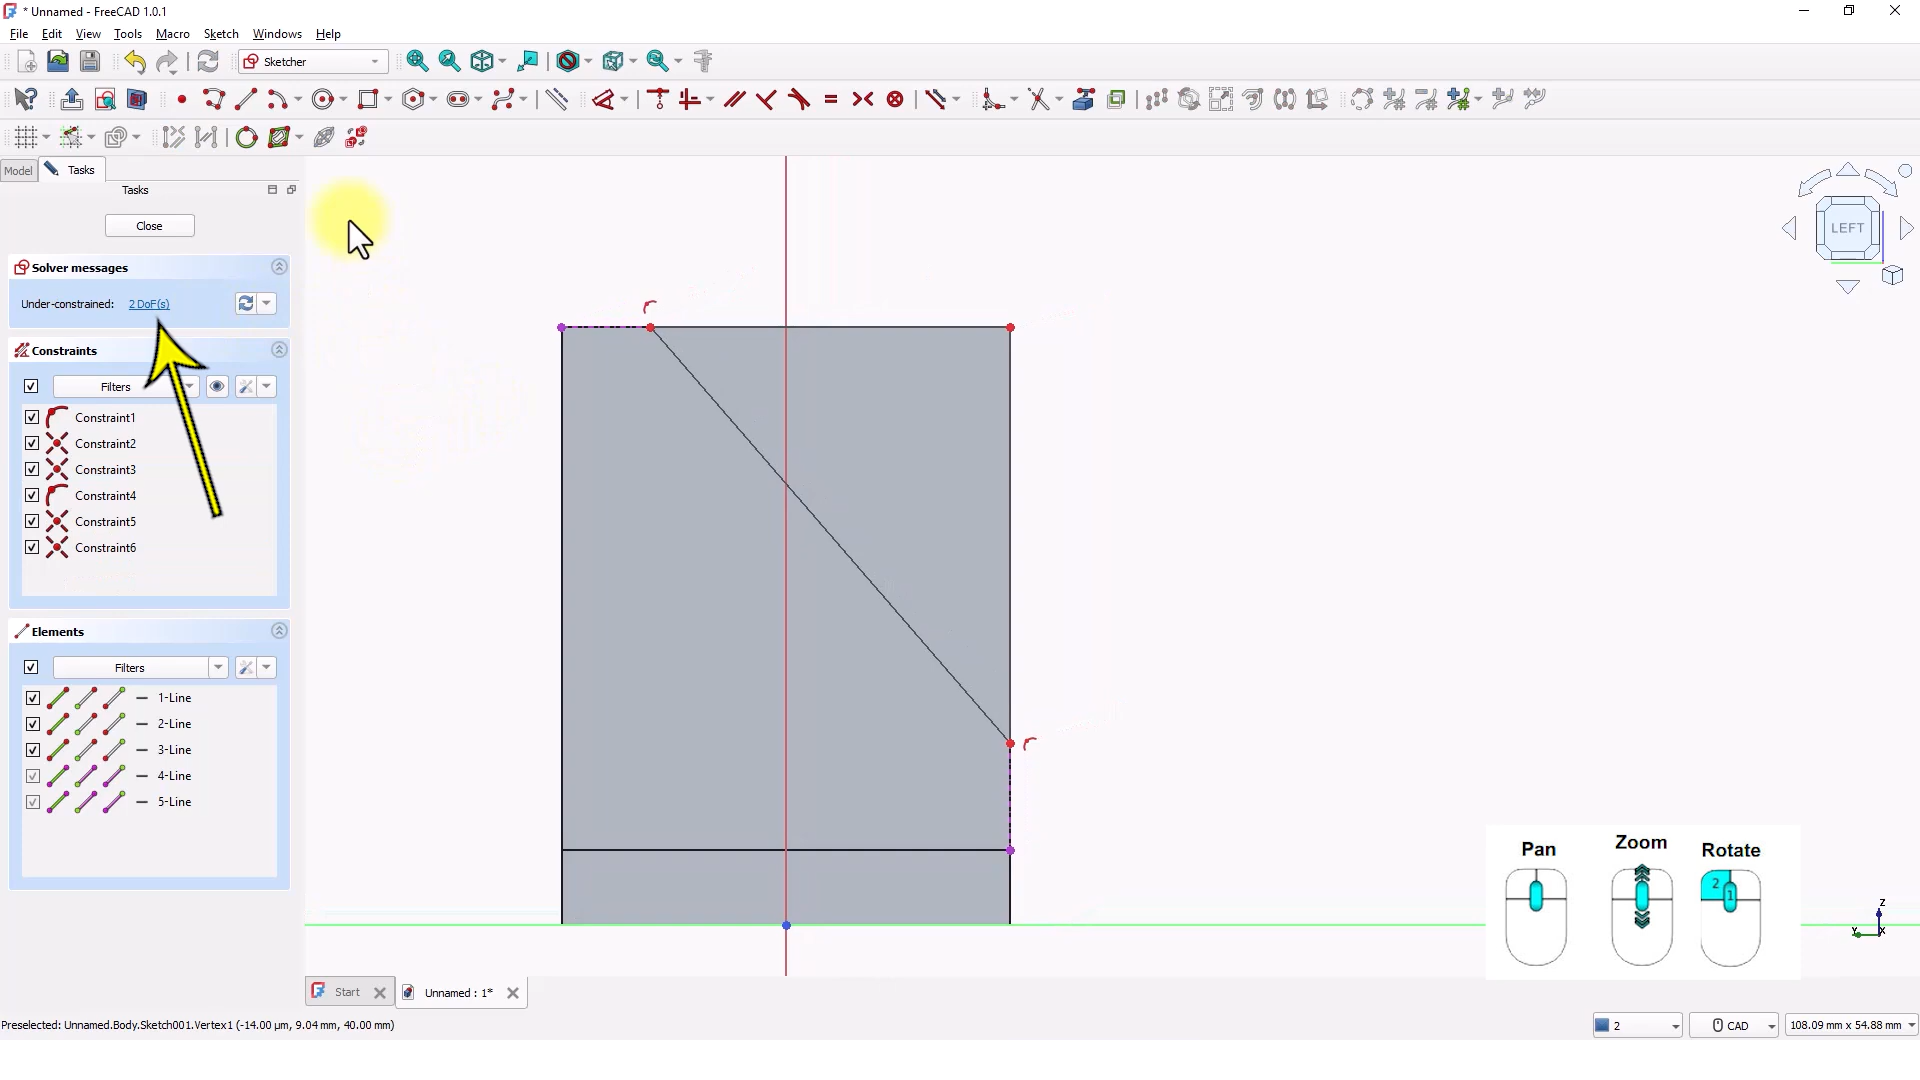 * Unnamed - FreeCAD 1.0.1
File Edit View Tools Macro Sketch Windows Help
Sketcher
Model Tasks
Tasks
Close
Solver messages
Under-constrained: 2 DoF(s)
Constraints
Filters
Constraint1
Constraint2
Constraint3
Constraint4
Constraint5
Constraint6
Elements
Filters
1-Line
2-Line
3-Line
4-Line
5-Line
LEFT
Pan Zoom Rotate
2 1
Z
Y X
Start Unnamed : 1*
Preselected: Unnamed.Body.Sketch001.Vertex1 (-14.00 µm, 9.04 mm, 40.00 mm)
2 CAD 108.09 mm x 54.88 mm